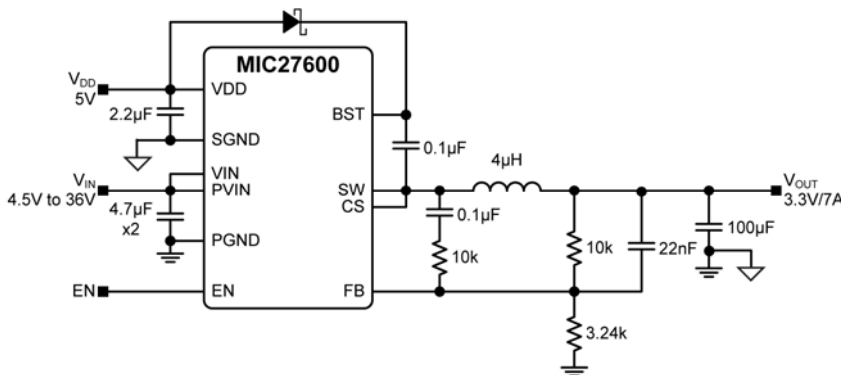 MIC27600
VDD
5V
VDD
2.2µF
BST
SGND
0.1µF
4µH
VIN
4.5V to 36V
VIN
PVIN
SW
CS
VOUT
3.3V/7A
4.7µF
x2
0.1µF
100µF
PGND
10k
10k
22nF
EN
EN
FB
3.24k